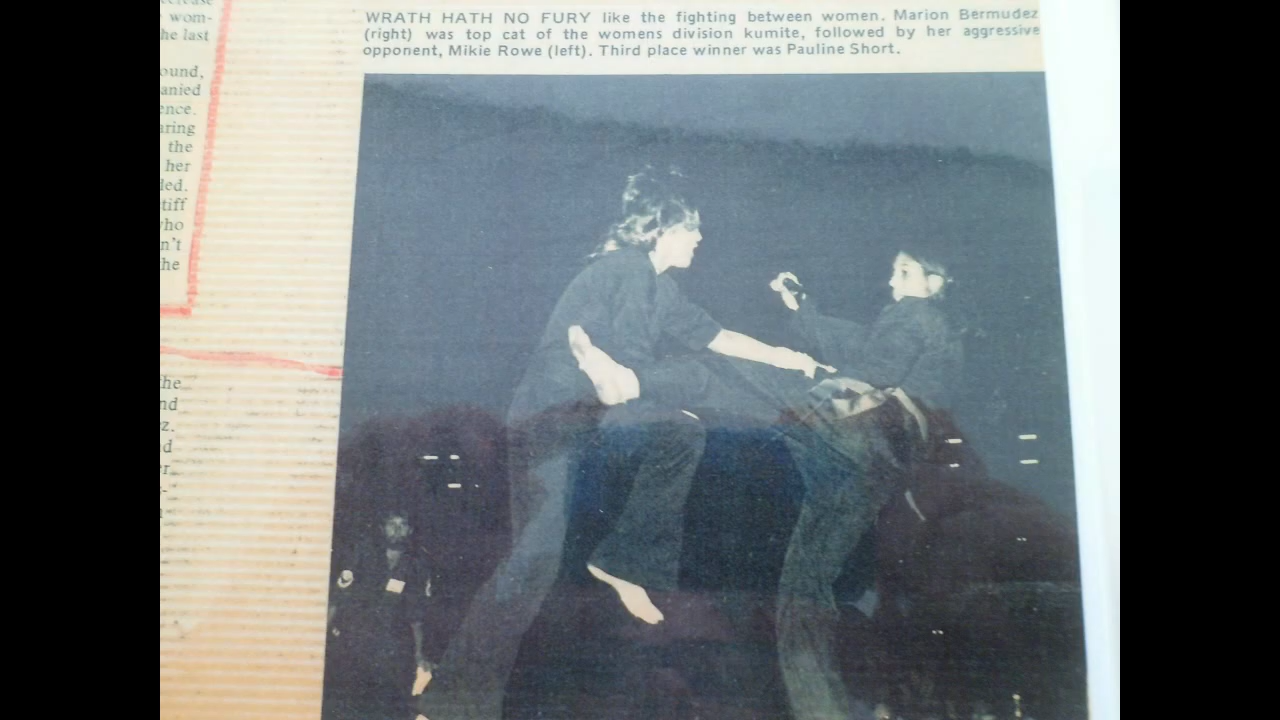 wom-
he last
ound,
anied
ence.
aring
the
her
led.
tiff
who
n't
he
he
nd
z.
d
r
WRATH HATH NO FURY like the fighting between women. Marion Bermudez
(right) was top cat of the womens division kumite, followed by her aggressive
opponent, Mikie Rowe (left). Third place winner was Pauline Short.